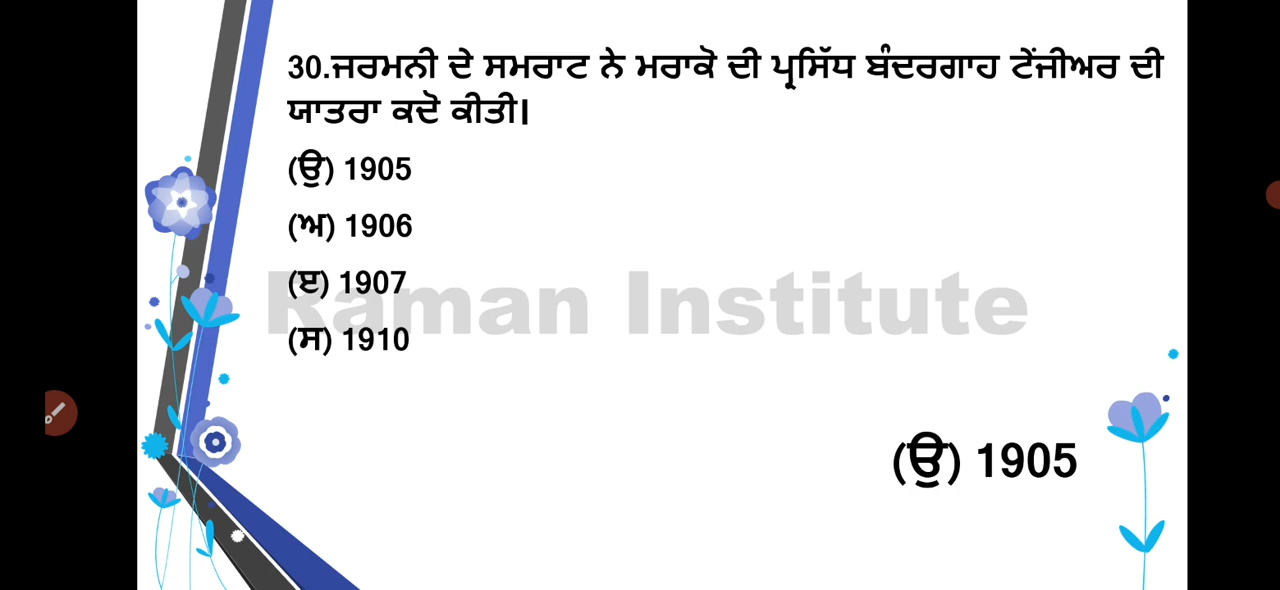 30.ਜਰਮਨੀ ਦੇ ਸਮਰਾਟ ਨੇ ਮਰਾਕੋ ਦੀ ਪ੍ਰਸਿੱਧ ਬੰਦਰਗਾਹ ਟੇਂਜੀਅਰ ਦੀ
ਯਾਤਰਾ ਕਦੋ ਕੀਤੀ।
(ਉ) 1905
(ਅ) 1906
(ੲ) 1907
Raman Institute
(ਸ) 1910
(ਉ) 1905